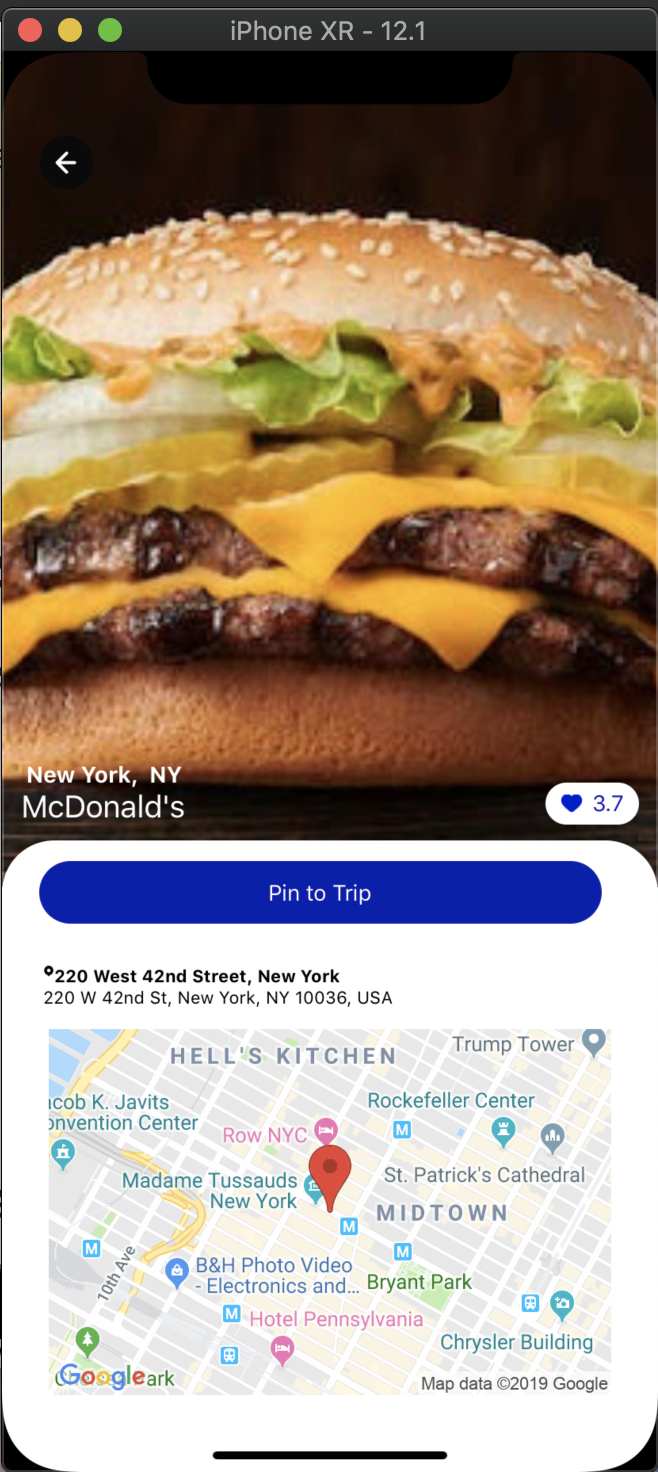 iPhone XR - 12.1
New York, NY
McDonald's
3.7
Pin to Trip
220 West 42nd Street, New York
220 W 42nd St, New York, NY 10036, USA
HELL'S KITCHEN
Trump Tower
acob K. Javits
onvention Center
Rockefeller Center
M
Row NYC
Madame Tussauds
New York
St. Patrick's Cathedral
MIDTOWN
M
M
M
10th Ave
B&H Photo Video
- Electronics and...
Bryant Park
M
Hotel Pennsylvania
Chrysler Building
Google
ark
Map data ©2019 Google